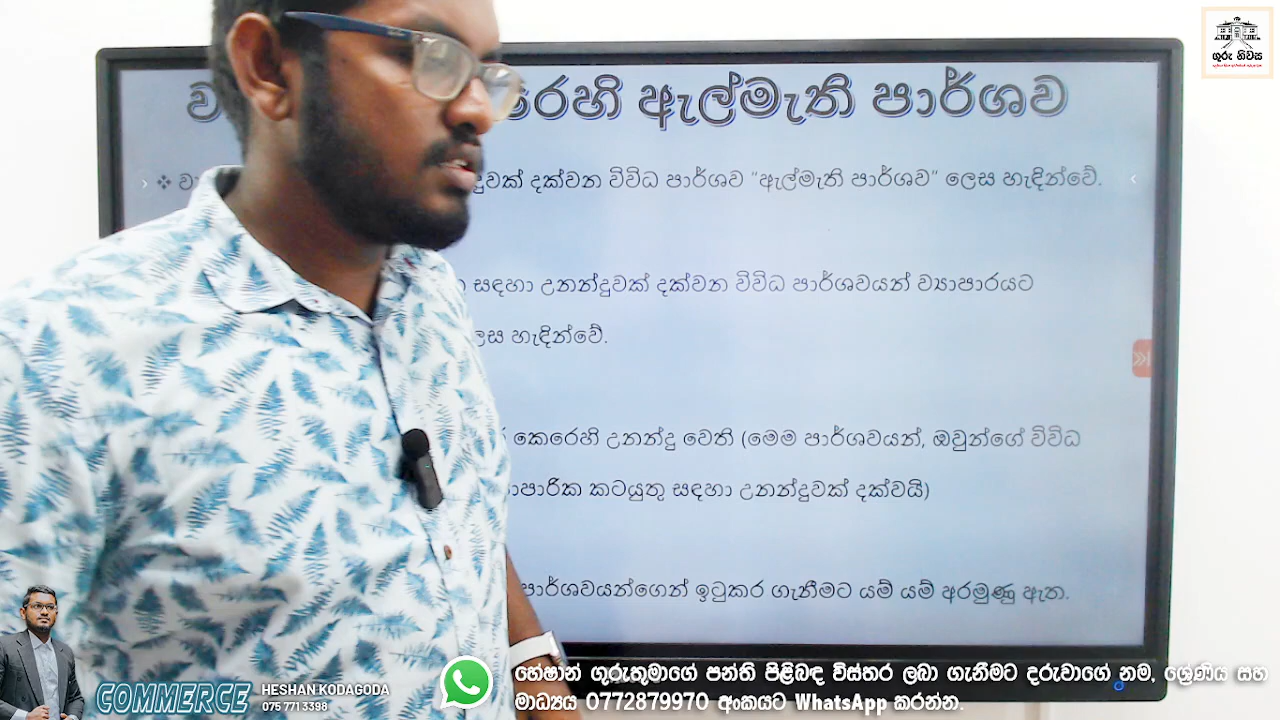 ගුරු නිවස
ඇල්මැති පාර්ශව
දක්වන විවිධ පාර්ශව "ඇල්මැති පාර්ශව" ලෙස හැඳින්වේ.
සඳහා උනන්දුවක් දක්වන විවිධ පාර්ශවයන් ව්‍යාපාරයට
හැඳින්වේ.
කෙරෙහි උනන්දු වෙති (මෙම පාර්ශවයන්, ඔවුන්ගේ විවිධ
කටයුතු සඳහා උනන්දුවක් දක්වයි)
පාර්ශවයන්ගෙන් ඉටුකර ගැනීමට යම් යම් අරමුණු ඇත.
COMMERCE
HESHAN KODAGODA
075 771 3398
හේෂාන් ගුරුතුමාගේ පන්ති පිළිබඳ විස්තර ලබා ගැනීමට දරුවාගේ නම, ශ්‍රේණිය සහ
මාධ්‍යය 0772879970 අංකයට WhatsApp කරන්න.